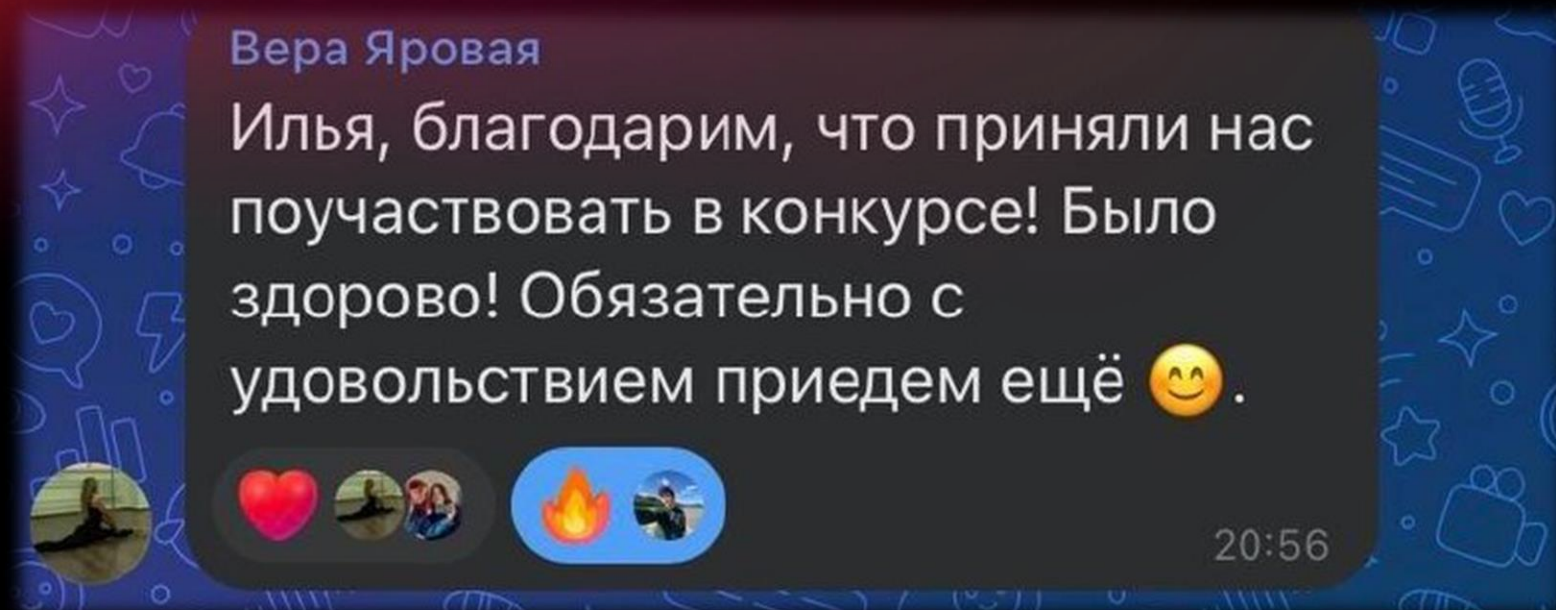 Вера Яровая
Илья, благодарим, что приняли нас
поучаствовать в конкурсе! Было
здорово! Обязательно с
удовольствием приедем ещё 😊.
20:56